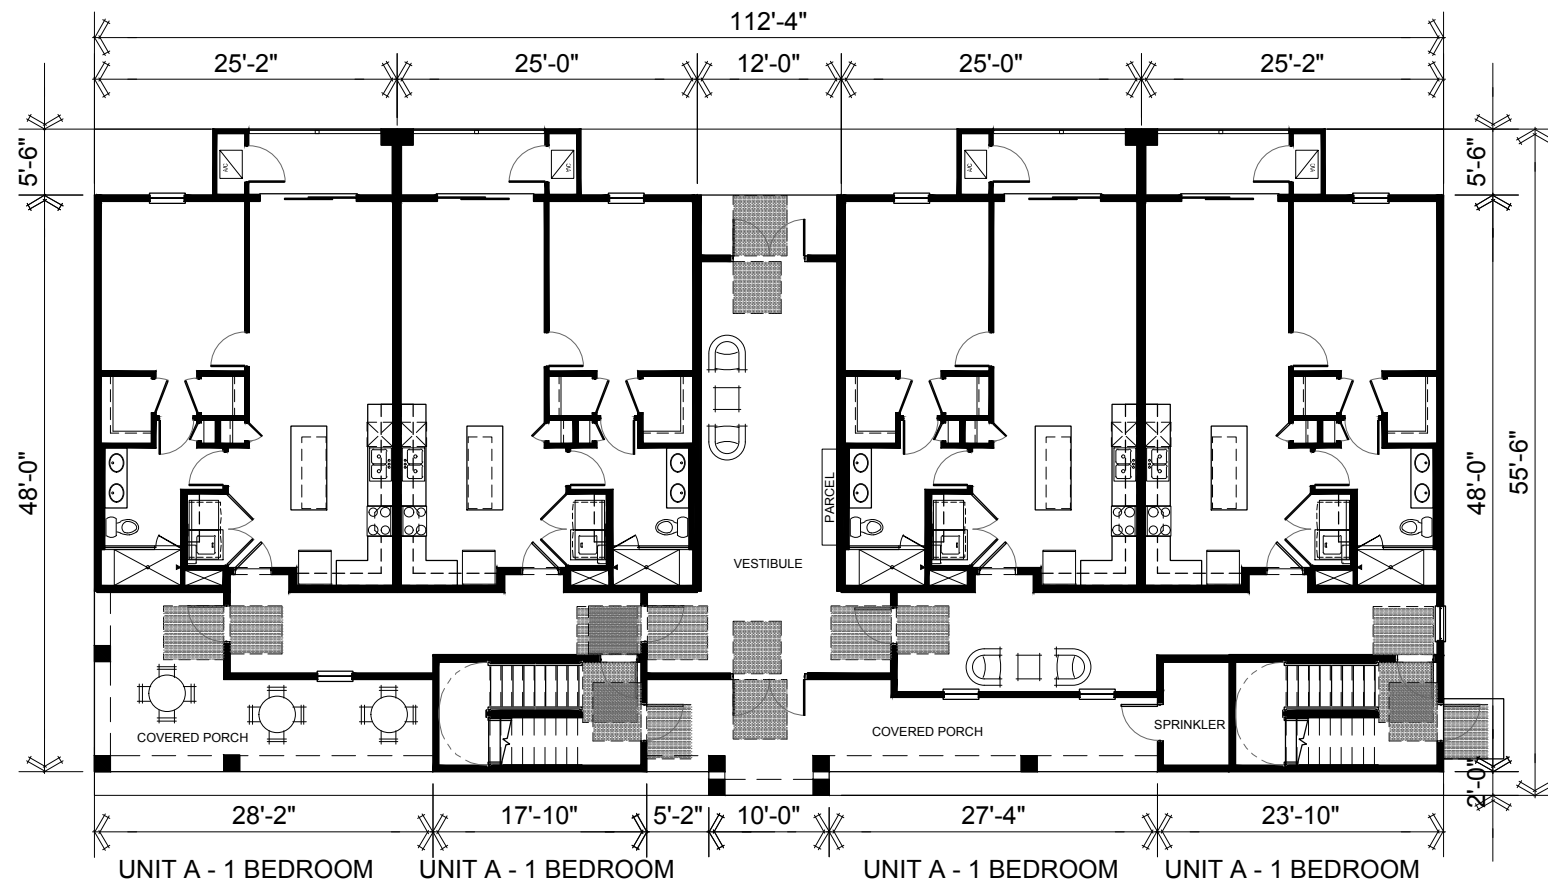 112'-4"
25'-2" 25'-0" 12'-0" 25'-0" 25'-2"
5'-6" 5'-6"
A/C A/C A/C A/C
48'-0" 48'-0" 55'-6"
PARCEL
VESTIBULE
COVERED PORCH COVERED PORCH SPRINKLER
2'-0"
28'-2" 17'-10" 5'-2" 10'-0" 27'-4" 23'-10"
UNIT A - 1 BEDROOM UNIT A - 1 BEDROOM UNIT A - 1 BEDROOM UNIT A - 1 BEDROOM